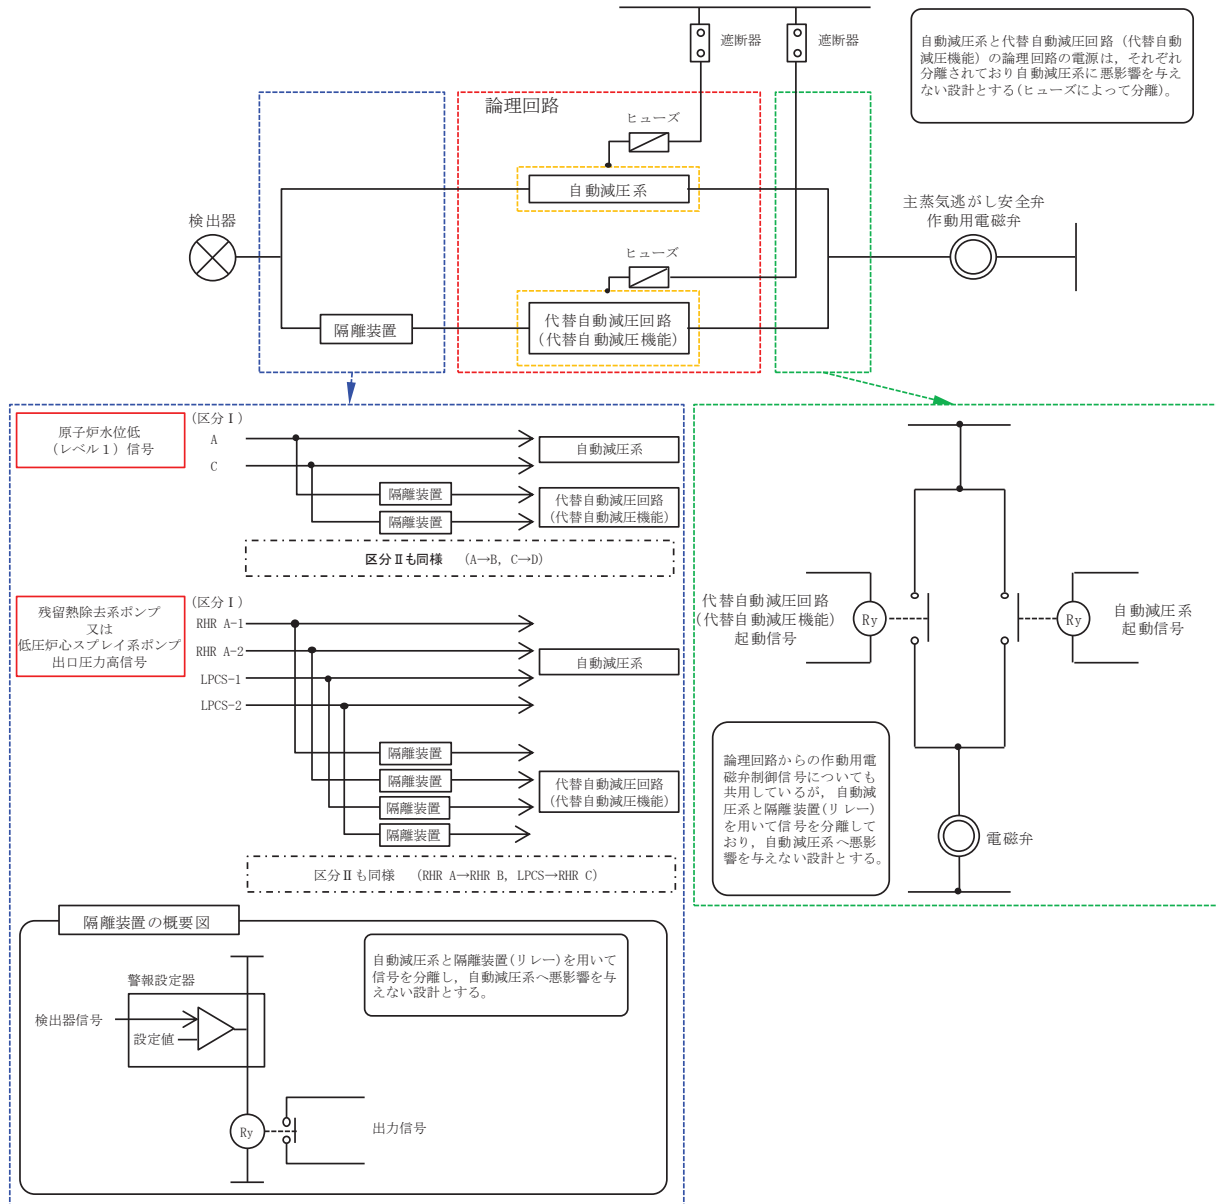 遮断器
遮断器
自動減圧系と代替自動減圧回路(代替自動
減圧機能)の論理回路の電源は,それぞれ
分離されており自動減圧系に悪影響を与え
ない設計とする(ヒューズによって分離)。
論理回路
ヒューズ
自動減圧系
検出器
主蒸気逃がし安全弁
作動用電磁弁
ヒューズ
隔離装置
代替自動減圧回路
(代替自動減圧機能)
原子炉水位低
(レベル1)信号
(区分Ⅰ)
A
C
自動減圧系
隔離装置
隔離装置
代替自動減圧回路
(代替自動減圧機能)
区分Ⅱも同様 (A→B, C→D)
残留熱除去系ポンプ
又は
低圧炉心スプレイ系ポンプ
出口圧力高信号
(区分Ⅰ)
RHR A-1
RHR A-2
LPCS-1
LPCS-2
自動減圧系
隔離装置
隔離装置
隔離装置
隔離装置
代替自動減圧回路
(代替自動減圧機能)
区分Ⅱも同様 (RHR A→RHR B, LPCS→RHR C)
代替自動減圧回路
(代替自動減圧機能)
起動信号
Ry
Ry
自動減圧系
起動信号
論理回路からの作動用電
磁弁制御信号についても
共用しているが,自動減
圧系と隔離装置(リレー)
を用いて信号を分離して
おり,自動減圧系へ悪影
響を与えない設計とする。
電磁弁
隔離装置の概要図
自動減圧系と隔離装置(リレー)を用いて
信号を分離し,自動減圧系へ悪影響を与
えない設計とする。
警報設定器
検出器信号
設定値
Ry
出力信号